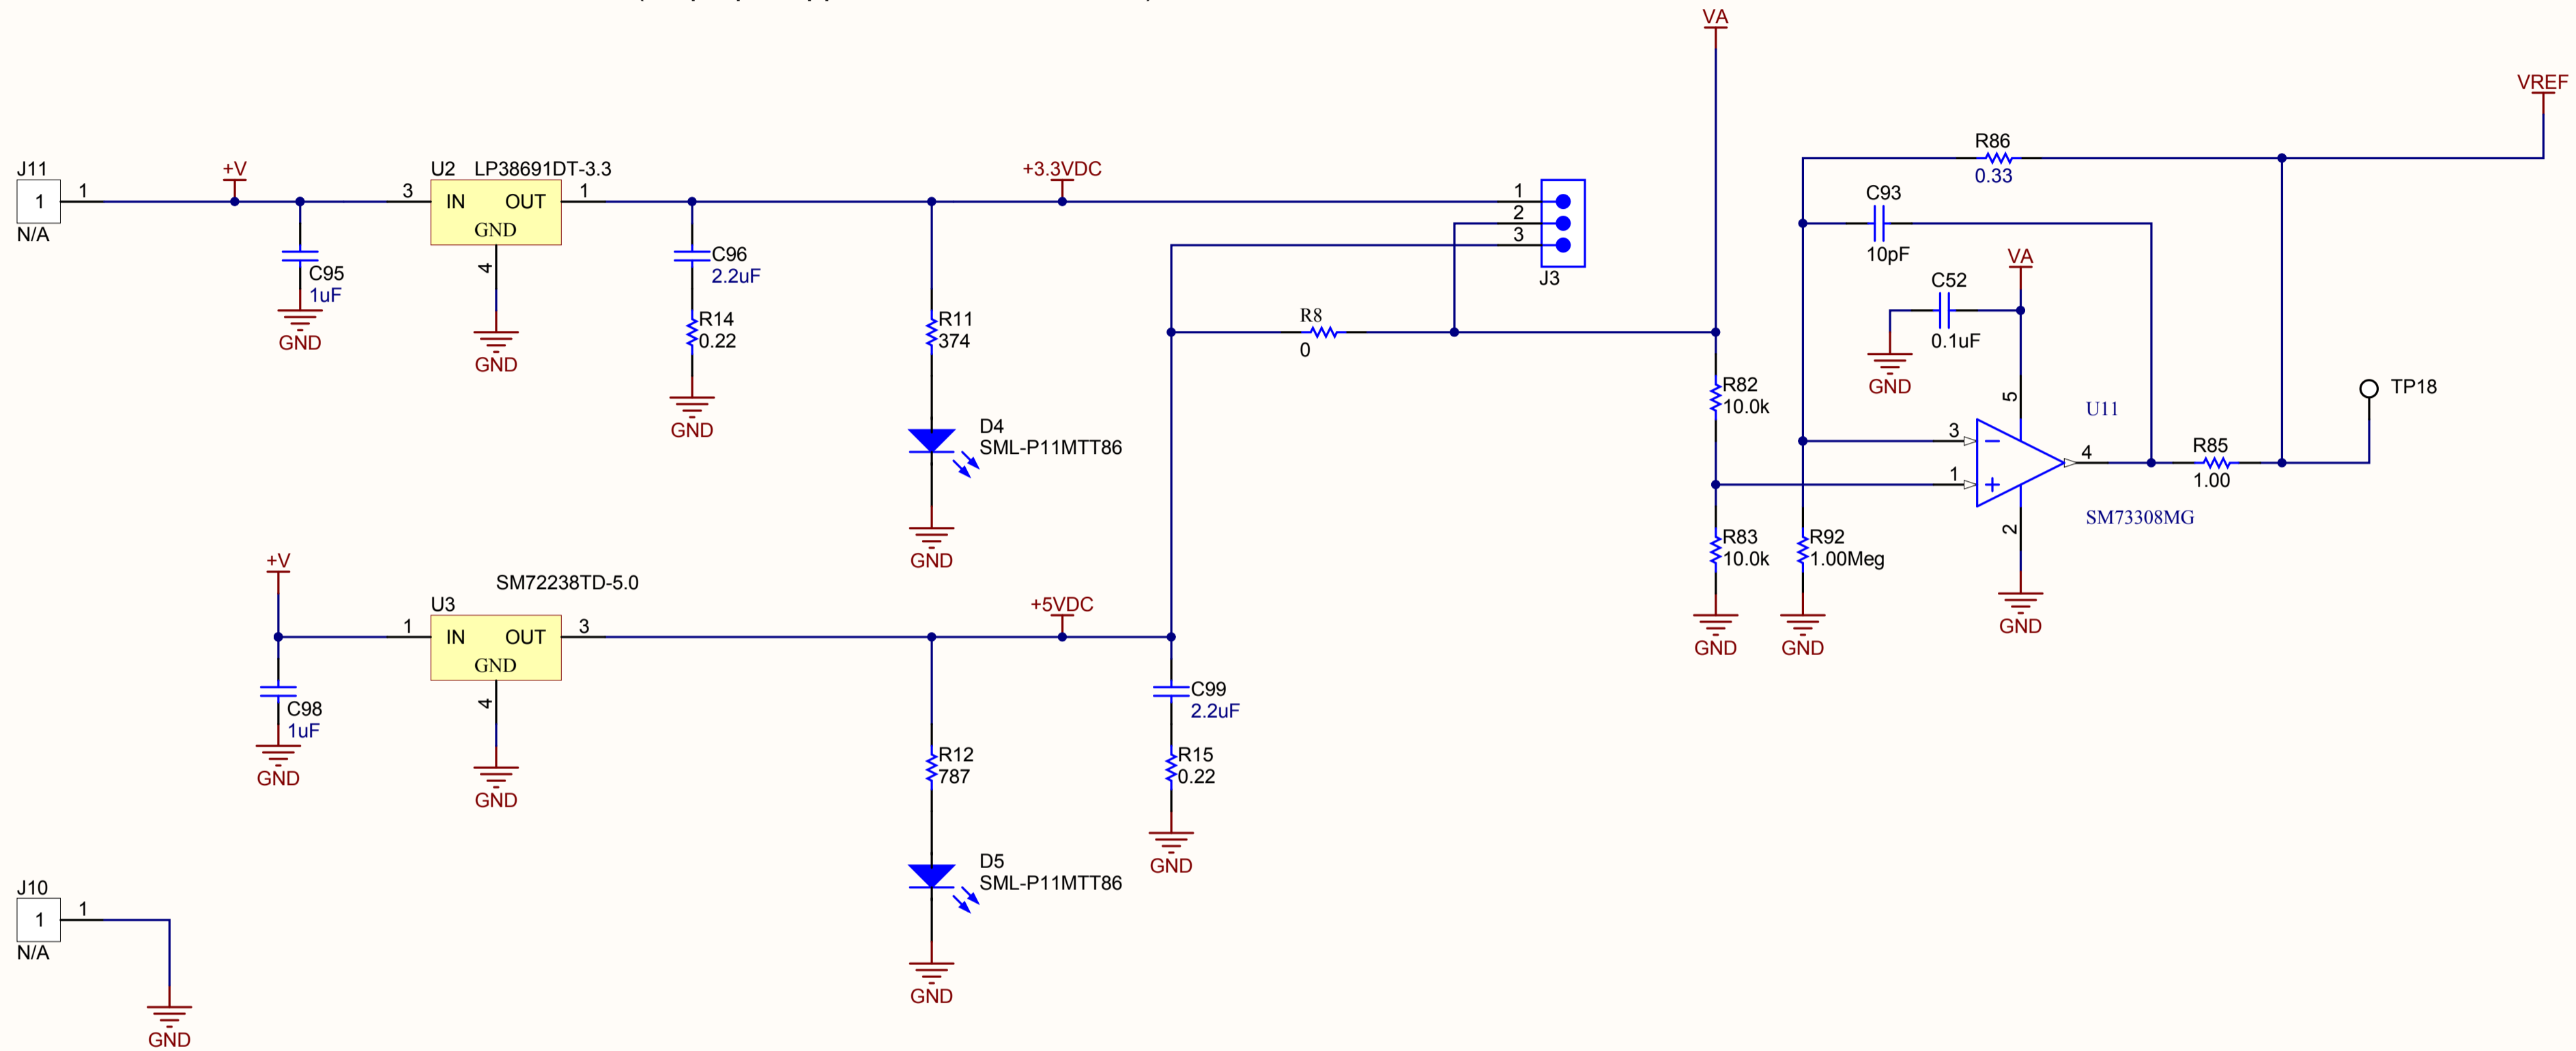 VA
VREF
J11
1
N/A
1
+V
3
U2 LP38691DT-3.3
IN OUT
GND
1
4
GND
C95
1uF
GND
C96
2.2uF
R14
0.22
GND
R11
374
D4
SML-P11MTT86
GND
+3.3VDC
1
2
3
J3
R8
0
R82
10.0k
R83
10.0k
GND
R86
0.33
C93
10pF
VA
C52
0.1uF
GND
5
U11
3
1
4
2
SM73308MG
GND
R85
1.00
TP18
R92
1.00Meg
GND
+V
SM72238TD-5.0
U3
1
IN OUT
GND
3
4
GND
C98
1uF
GND
+5VDC
R12
787
D5
SML-P11MTT86
GND
C99
2.2uF
R15
0.22
GND
J10
1
N/A
1
GND